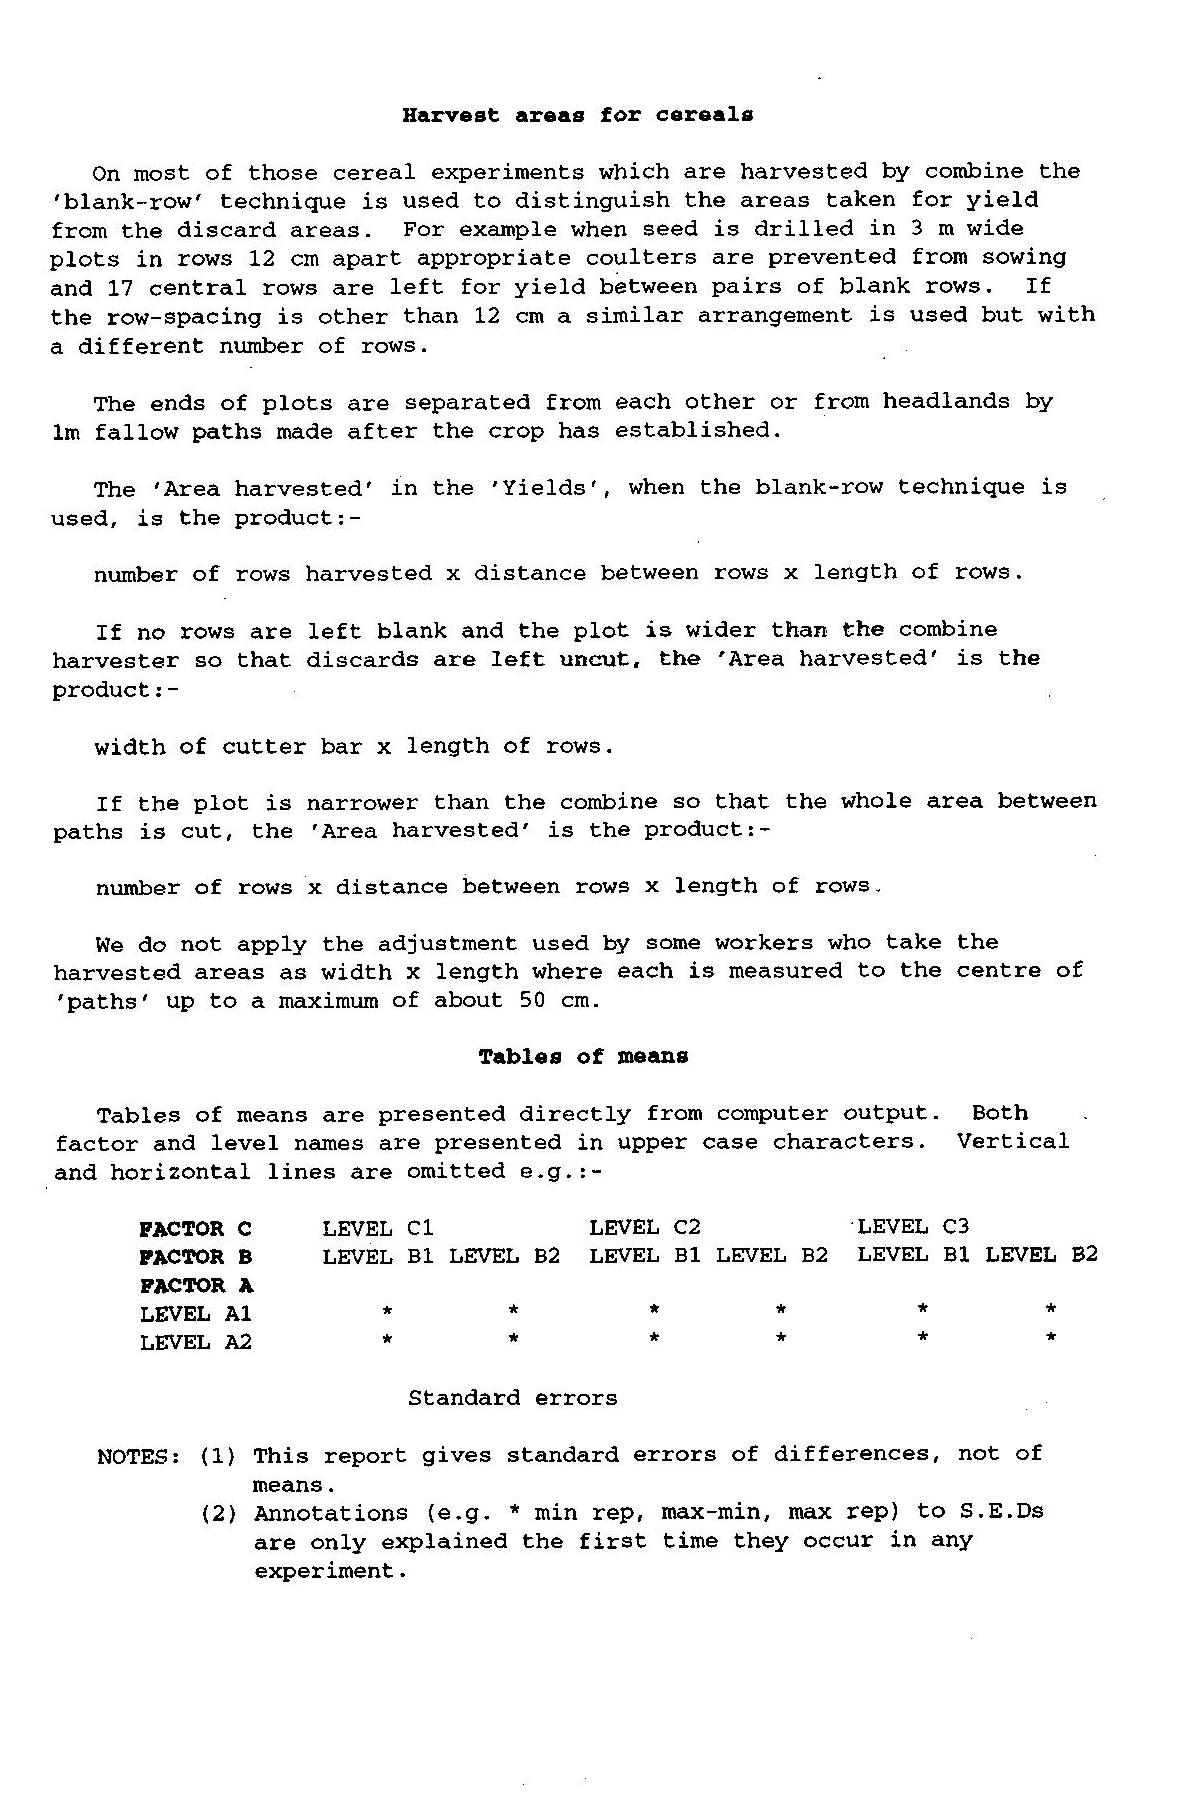 Harvest areas for cereals
On most of those cereal experiments which are harvested by combine the
'blank-row' technique is used to distinguish the areas taken for yield
from the discard areas. For example when seed is drilled in 3 m wide
plots in rows 12 cm apart appropriate coulters are prevented from sowing
and 17 central rows are left for yield between pairs of blank rows. If
the row-spacing is other than 12 cm a similar arrangement is used but with
a different number of rows.
The ends of plots are separated from each other or from headlands by
1m fallow paths made after the crop has established.
The 'Area harvested' in the 'Yields', when the blank-row technique is
used, is the product:-
number of rows harvested x distance between rows x length of rows.
If no rows are left blank and the plot is wider than the combine
harvester so that discards are left uncut, the 'Area harvested' is the
product:-
width of cutter bar x length of rows.
If the plot is narrower than the combine so that the whole area between
paths is cut, the 'Area harvested' is the product:-
number of rows x distance between rows x length of rows.
We do not apply the adjustment used by some workers who take the
harvested areas as width x length where each is measured to the centre of
'paths' up to a maximum of about 50 cm.
Tables of means
Tables of means are presented directly from computer output. Both
factor and level names are presented in upper case characters. Vertical
and horizontal lines are omitted e.g.:-
FACTOR C LEVEL C1 LEVEL C2 LEVEL C3
FACTOR B LEVEL B1 LEVEL B2 LEVEL B1 LEVEL B2 LEVEL B1 LEVEL B2
FACTOR A
LEVEL A1 * * * * * *
LEVEL A2 * * * * * *
Standard errors
NOTES: (1) This report gives standard errors of differences, not of
means.
(2) Annotations (e.g. * min rep, max-min, max rep) to S.E.Ds
are only explained the first time they occur in any
experiment.